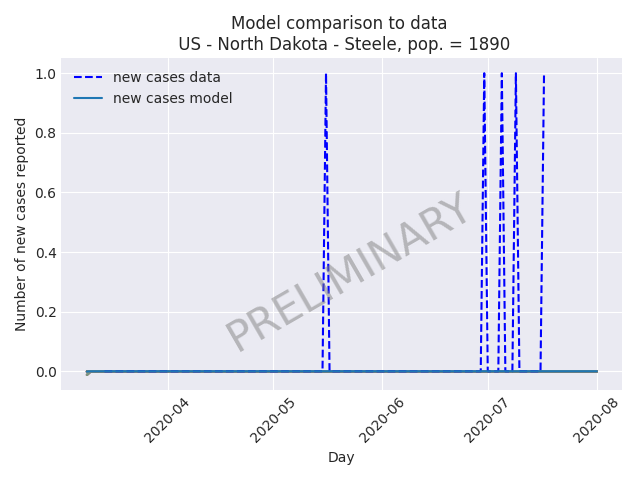 Model comparison to data
US - North Dakota - Steele, pop. = 1890
new cases data
new cases model
1.0
0.8
0.6
0.4
0.2
0.0
Number of new cases reported
PRELIMINARY
2020-04
2020-05
2020-06
2020-07
2020-08
Day